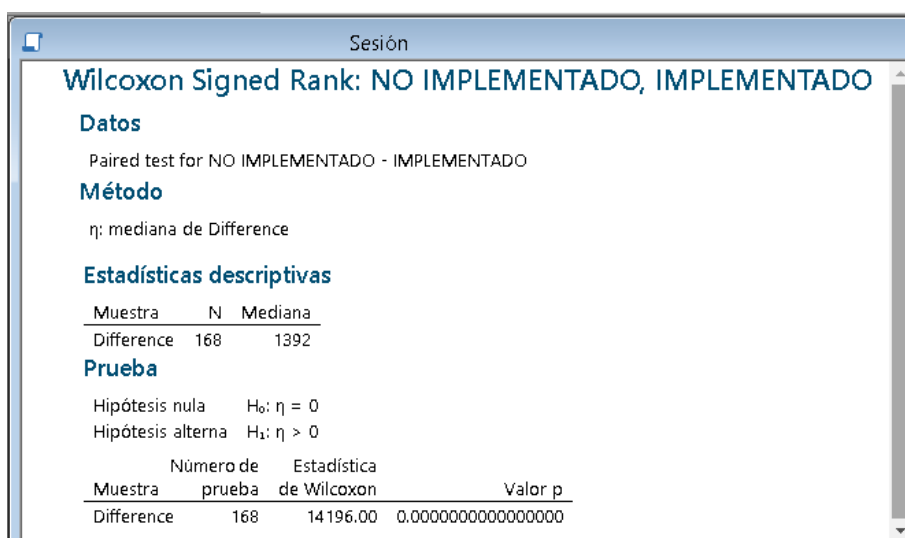 Sesión
Wilcoxon Signed Rank: NO IMPLEMENTADO, IMPLEMENTADO
Datos
Paired test for NO IMPLEMENTADO - IMPLEMENTADO
Método
η: mediana de Difference
Estadísticas descriptivas
Muestra N Mediana
Difference 168 1392
Prueba
Hipótesis nula H₀: η = 0
Hipótesis alterna H₁: η > 0
Número de Estadística
Muestra prueba de Wilcoxon Valor p
Difference 168 14196.00 0.0000000000000000